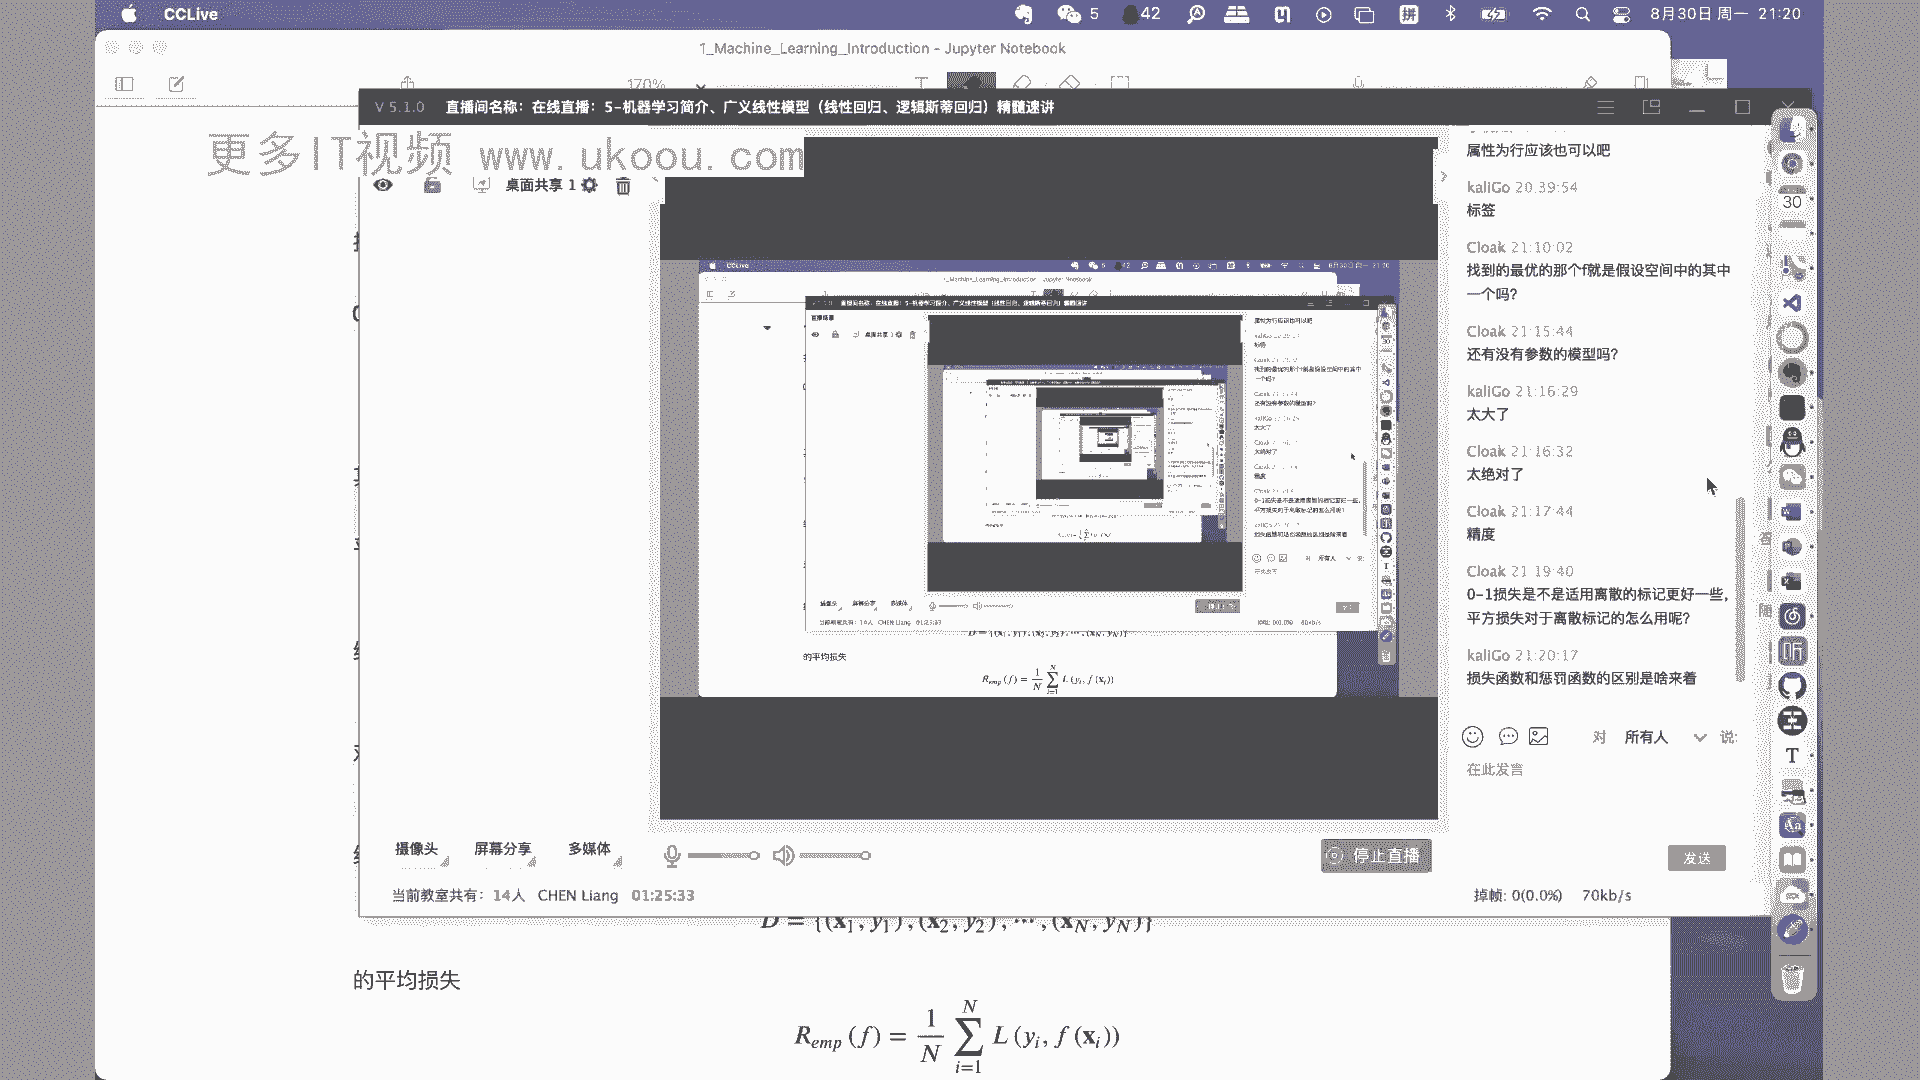 CCLive
5
42
拼
8月30日 周一 21:20
1_Machine_Learning_Introduction - Jupyter Notebook
170%
V 5.1.0 直播间名称：在线直播：5-机器学习简介、广义线性模型（线性回归、逻辑斯蒂回归）精髓速讲
更多IT视频 www.ukoou.com
桌面共享 1
属性为行应该也可以吧
kaliGo 20:39:54
标签
Cloak 21:10:02
找到的最优的那个f就是假设空间中的其中
一个吗？
Cloak 21:15:44
还有没有参数的模型吗？
kaliGo 21:16:29
太大了
Cloak 21:16:32
太绝对了
Cloak 21:17:44
精度
Cloak 21:19:40
0-1损失是不是适用离散的标记更好一些，
平方损失对于离散标记的怎么用呢？
kaliGo 21:20:17
损失函数和惩罚函数的区别是啥来着
对 所有人 说:
在此发言
发送
30
摄像头 屏幕分享 多媒体
停止直播
当前教室共有：14人 CHEN Liang 01:25:33
掉帧: 0(0.0%) 70kb/s
D = {(x₁, y₁), (x₂, y₂), ⋯, (x_N, y_N)}
的平均损失
R_emp (f) = 1/N ∑_{i=1}^{N} L (y_i, f (x_i))